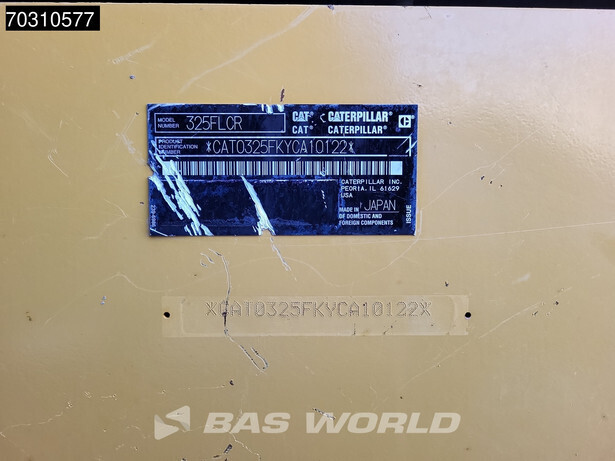 70310577
MODEL NUMBER 325FLCR
CAT CATERPILLAR
CAT® CATERPILLAR®
PRODUCT IDENTIFICATION NUMBER *CAT0325FKYCA10122*
CATERPILLAR INC.
PEORIA, IL 61629
USA
MADE IN JAPAN
OF DOMESTIC AND
FOREIGN COMPONENTS
ISSUE
*CAT0325FKYCA10122*
BAS WORLD